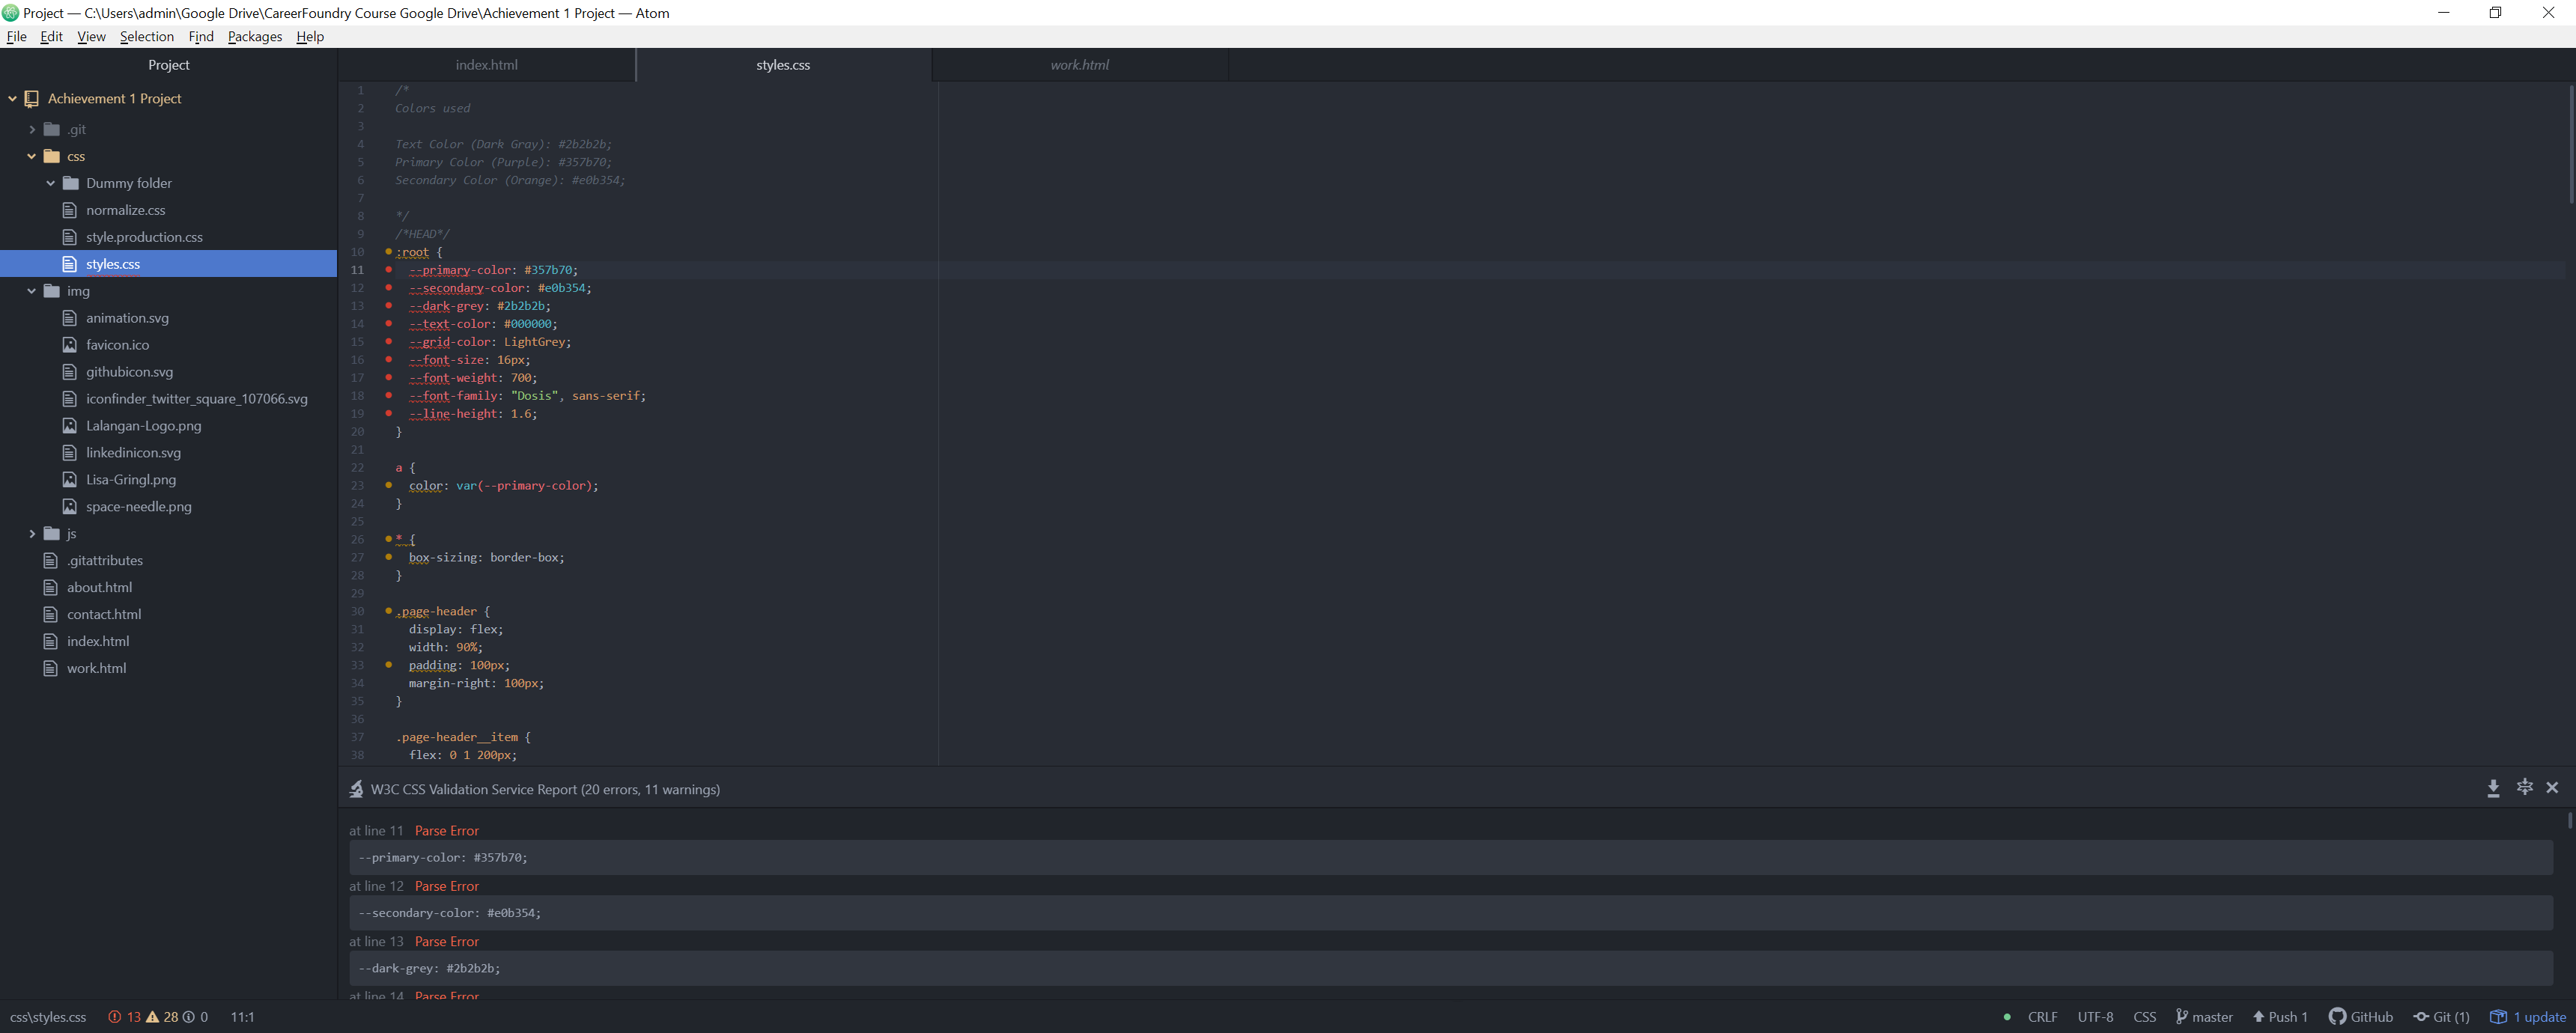 Project — C:\Users\admin\Google Drive\CareerFoundry Course Google Drive\Achievement 1 Project — Atom
File Edit View Selection Find Packages Help
Project
Achievement 1 Project
.git
css
Dummy folder
normalize.css
style.production.css
styles.css
img
animation.svg
favicon.ico
githubicon.svg
iconfinder_twitter_square_107066.svg
Lalangan-Logo.png
linkedinicon.svg
Lisa-Gringl.png
space-needle.png
js
.gitattributes
about.html
contact.html
index.html
work.html
index.html styles.css work.html
1 /*
2 Colors used
3
4 Text Color (Dark Gray): #2b2b2b;
5 Primary Color (Purple): #357b70;
6 Secondary Color (Orange): #e0b354;
7
8 */
9 /*HEAD*/
10 :root {
11 --primary-color: #357b70;
12 --secondary-color: #e0b354;
13 --dark-grey: #2b2b2b;
14 --text-color: #000000;
15 --grid-color: LightGrey;
16 --font-size: 16px;
17 --font-weight: 700;
18 --font-family: "Dosis", sans-serif;
19 --line-height: 1.6;
20 }
21
22 a {
23 color: var(--primary-color);
24 }
25
26 * {
27 box-sizing: border-box;
28 }
29
30 .page-header {
31 display: flex;
32 width: 90%;
33 padding: 100px;
34 margin-right: 100px;
35 }
36
37 .page-header__item {
38 flex: 0 1 200px;
W3C CSS Validation Service Report (20 errors, 11 warnings)
at line 11 Parse Error
--primary-color: #357b70;
at line 12 Parse Error
--secondary-color: #e0b354;
at line 13 Parse Error
--dark-grey: #2b2b2b;
at line 14 Parse Error
css\styles.css 13 28 0 11:1 CRLF UTF-8 CSS master Push 1 GitHub Git (1) 1 update